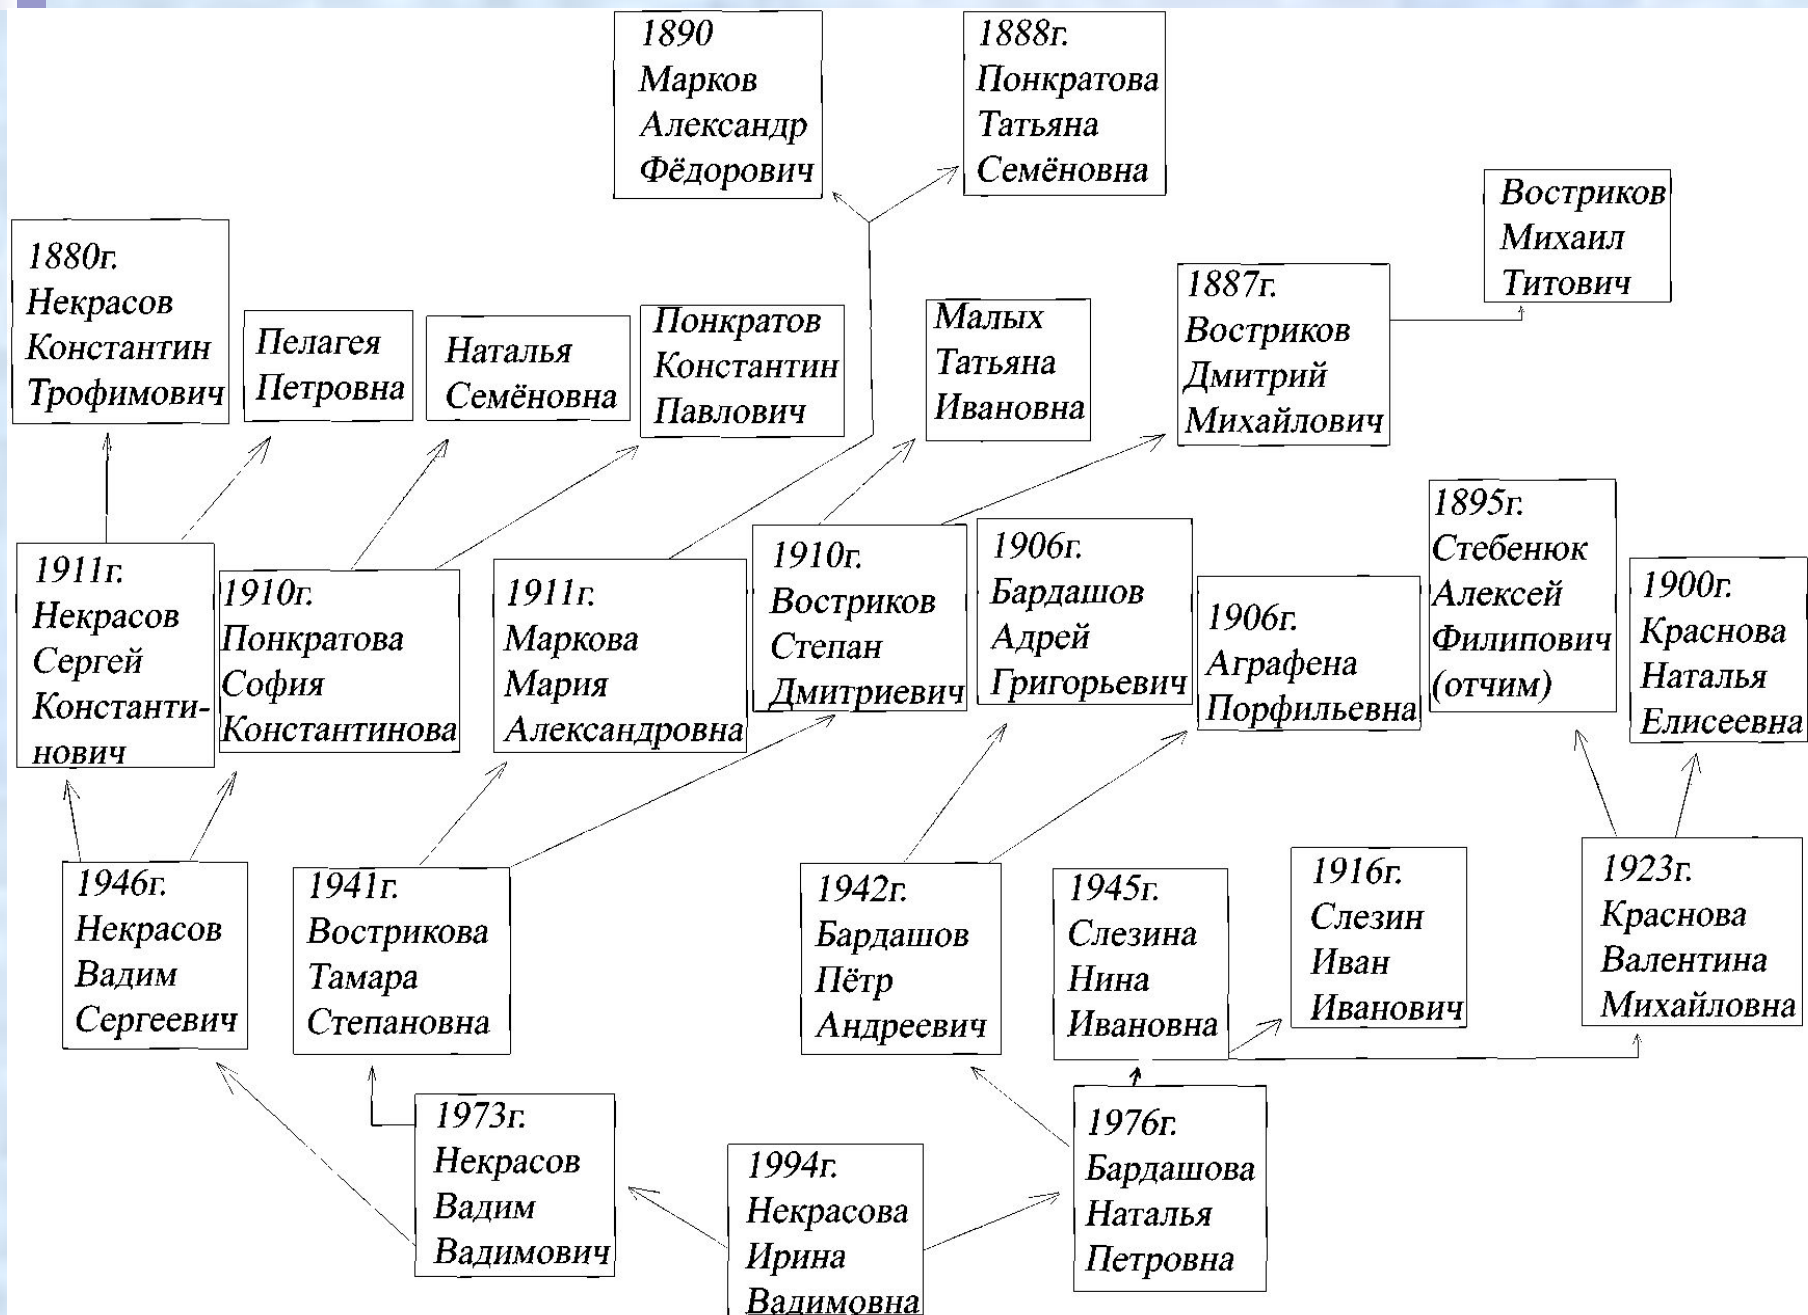 1890
Марков
Александр
Фёдорович
1888г.
Понкратова
Татьяна
Семёновна
Востриков
Михаил
Титович
1880г.
Некрасов
Константин
Трофимович
Пелагея
Петровна
Наталья
Семёновна
Понкратов
Константин
Павлович
Малых
Татьяна
Ивановна
1887г.
Востриков
Дмитрий
Михайлович
1911г.
Некрасов
Сергей
Константи-
нович
1910г.
Понкратова
София
Константинова
1911г.
Маркова
Мария
Александровна
1910г.
Востриков
Степан
Дмитриевич
1906г.
Бардашов
Адрей
Григорьевич
1906г.
Аграфена
Порфильевна
1895г.
Стебенюк
Алексей
Филипович
(отчим)
1900г.
Краснова
Наталья
Елисеевна
1946г.
Некрасов
Вадим
Сергеевич
1941г.
Вострикова
Тамара
Степановна
1942г.
Бардашов
Пётр
Андреевич
1945г.
Слезина
Нина
Ивановна
1916г.
Слезин
Иван
Иванович
1923г.
Краснова
Валентина
Михайловна
1973г.
Некрасов
Вадим
Вадимович
1994г.
Некрасова
Ирина
Вадимовна
1976г.
Бардашова
Наталья
Петровна